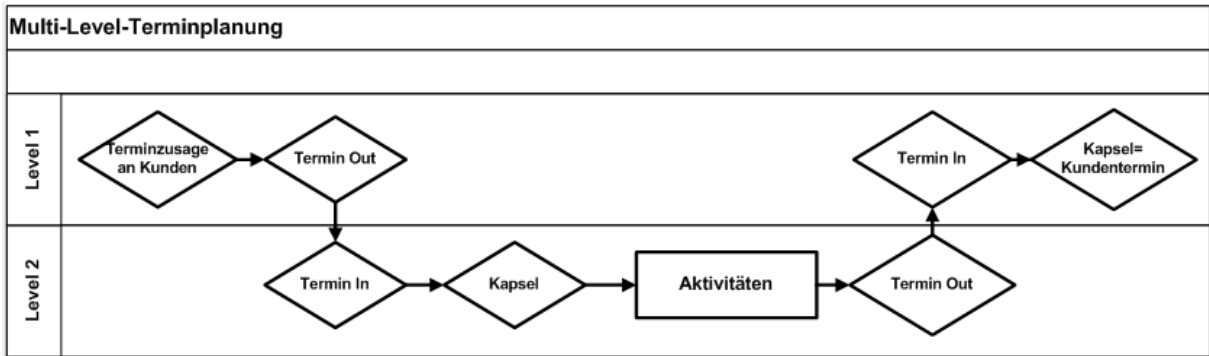 Multi-Level-Terminplanung
Level 1
Terminzusage
an Kunden
Termin Out
Termin In
Kapsel=
Kundentermin
Level 2
Termin In
Kapsel
Aktivitäten
Termin Out